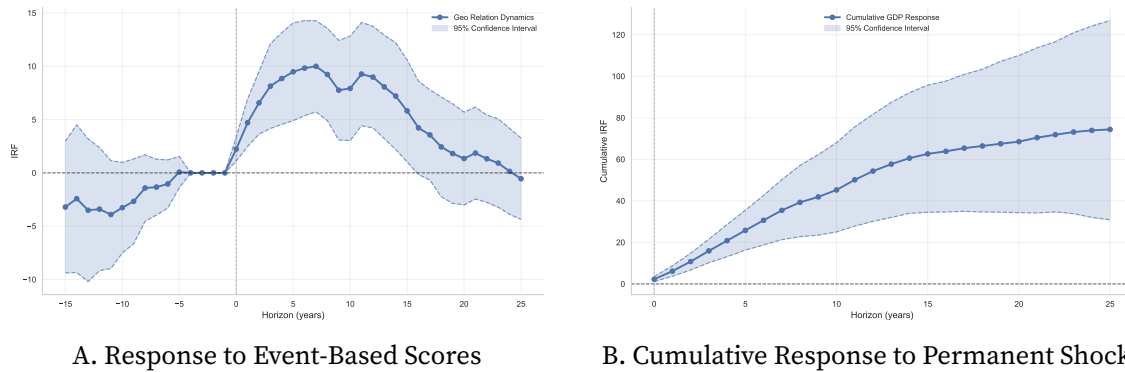 15
10
5
0
−5
−10
IRF
−15
−10
−5
0
5
10
15
20
25
Horizon (years)
Geo Relation Dynamics
95% Confidence Interval
A. Response to Event-Based Scores
120
100
80
60
40
20
0
Cumulative IRF
0
5
10
15
20
25
Horizon (years)
Cumulative GDP Response
95% Confidence Interval
B. Cumulative Response to Permanent Shock